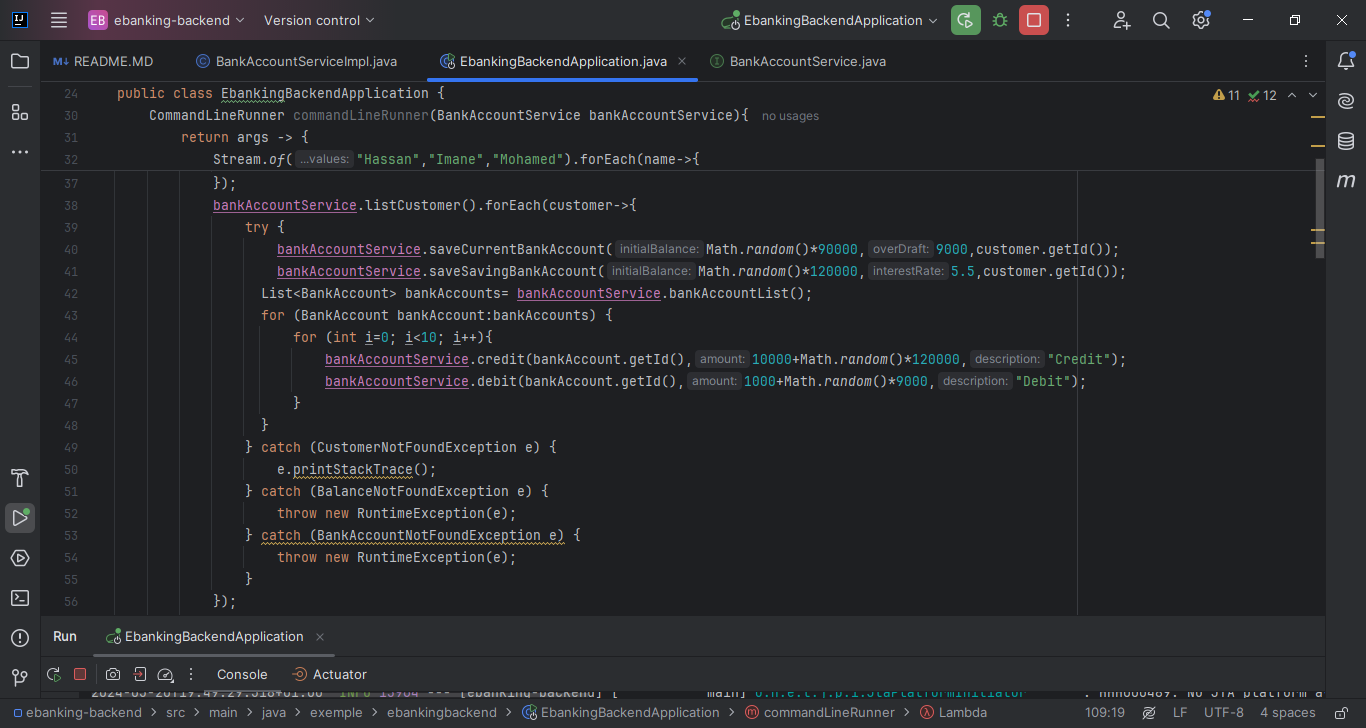 EB ebanking-backend Version control EbankingBackendApplication
M↓ README.MD BankAccountServiceImpl.java EbankingBackendApplication.java BankAccountService.java
24 public class EbankingBackendApplication { 11 12
30 CommandLineRunner commandLineRunner(BankAccountService bankAccountService){ no usages
31 return args -> {
32 Stream.of( ...values: "Hassan","Imane","Mohamed").forEach(name->{
37 });
38 bankAccountService.listCustomer().forEach(customer->{
39 try {
40 bankAccountService.saveCurrentBankAccount( initialBalance: Math.random()*90000, overDraft: 9000,customer.getId());
41 bankAccountService.saveSavingBankAccount( initialBalance: Math.random()*120000, interestRate: 5.5,customer.getId());
42 List<BankAccount> bankAccounts= bankAccountService.bankAccountList();
43 for (BankAccount bankAccount:bankAccounts) {
44 for (int i=0; i<10; i++){
45 bankAccountService.credit(bankAccount.getId(), amount: 10000+Math.random()*120000, description: "Credit");
46 bankAccountService.debit(bankAccount.getId(), amount: 1000+Math.random()*9000, description: "Debit");
47 }
48 }
49 } catch (CustomerNotFoundException e) {
50 e.printStackTrace();
51 } catch (BalanceNotFoundException e) {
52 throw new RuntimeException(e);
53 } catch (BankAccountNotFoundException e) {
54 throw new RuntimeException(e);
55 }
56 });
Run EbankingBackendApplication
Console Actuator
ebanking-backend > src > main > java > exemple > ebankingbackend > EbankingBackendApplication > commandLineRunner > Lambda 109:19 LF UTF-8 4 spaces